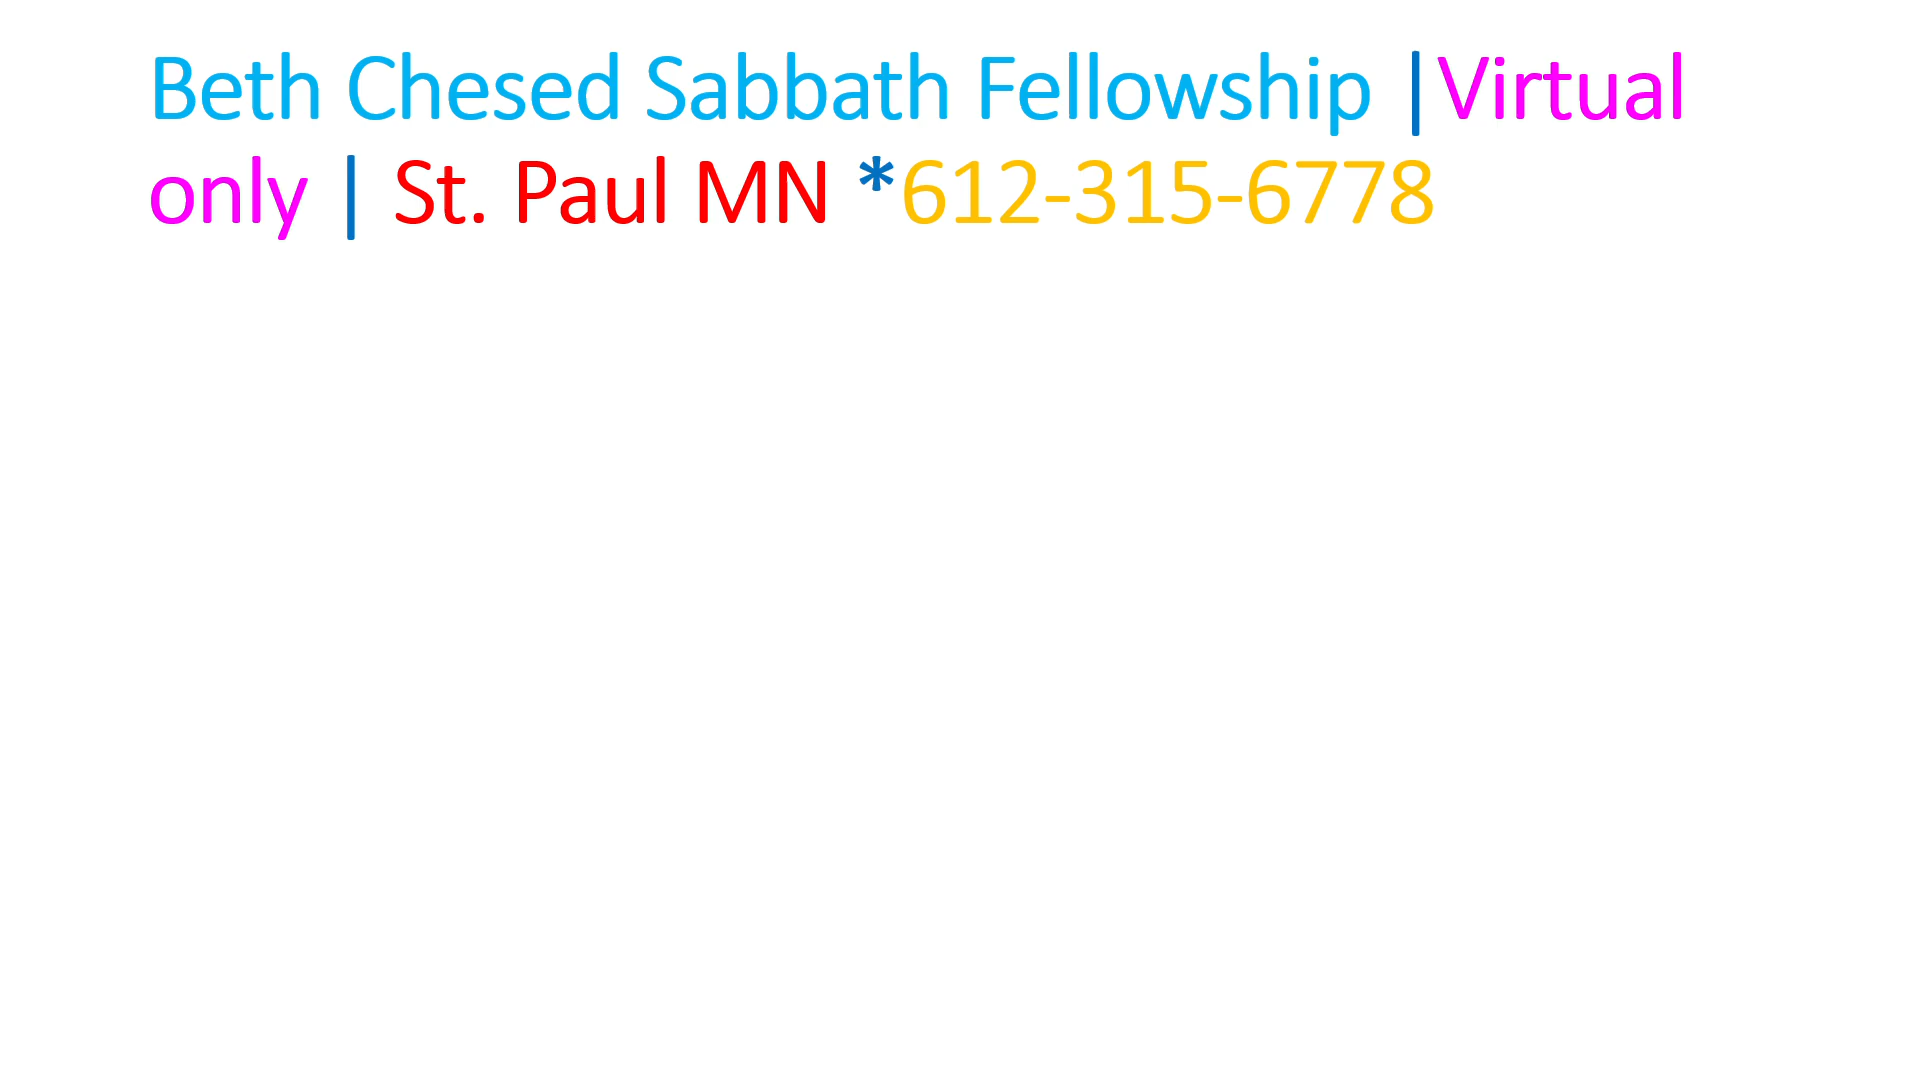 Beth Chesed Sabbath Fellowship |Virtual
only | St. Paul MN *612-315-6778